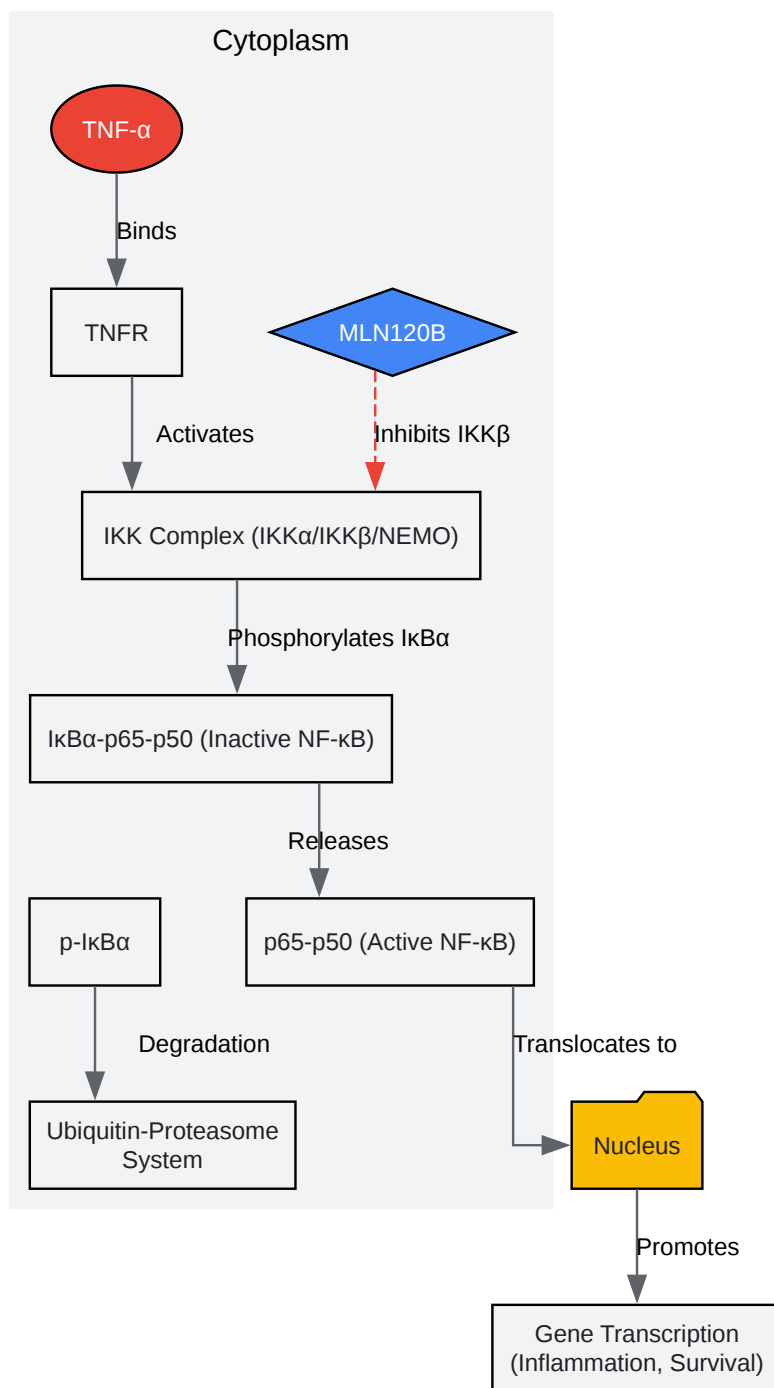 Cytoplasm
TNF-α
Binds
TNFR
MLN120B
Activates
Inhibits IKKβ
IKK Complex (IKKα/IKKβ/NEMO)
Phosphorylates IκBα
IκBα-p65-p50 (Inactive NF-κB)
Releases
p-IκBα
p65-p50 (Active NF-κB)
Degradation
Translocates to
Ubiquitin-Proteasome
System
Nucleus
Promotes
Gene Transcription
(Inflammation, Survival)